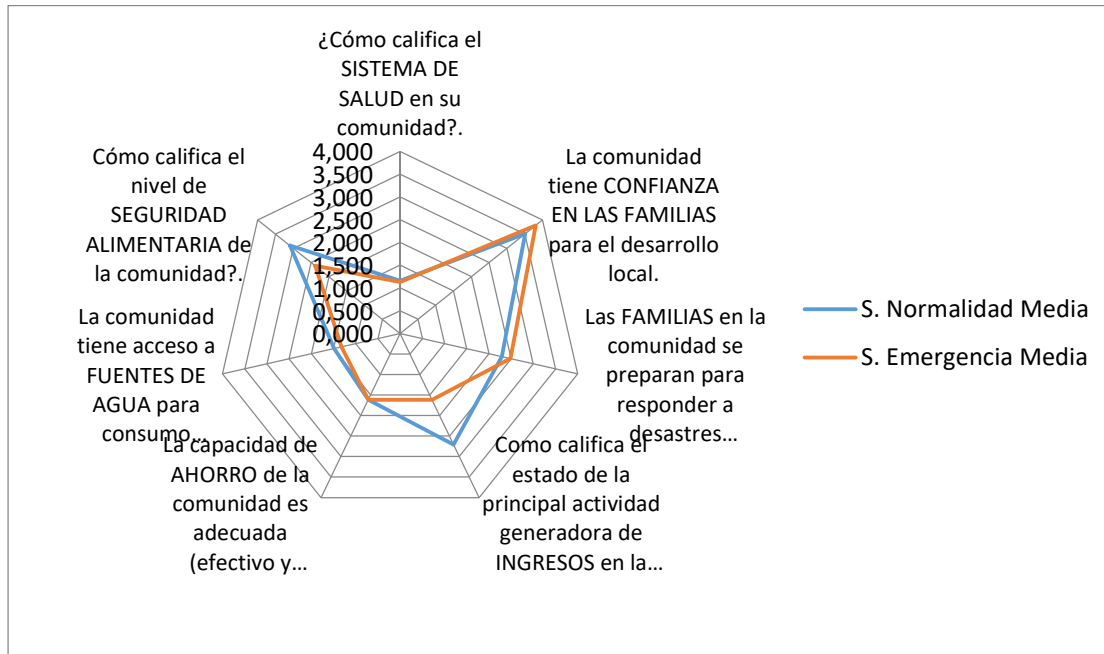 ¿Cómo califica el
SISTEMA DE
SALUD en su
comunidad?.
La comunidad
tiene CONFIANZA
EN LAS FAMILIAS
para el desarrollo
local.
Las FAMILIAS en la
comunidad se
preparan para
responder a
desastres...
Como califica el
estado de la
principal actividad
generadora de
INGRESOS en la...
La capacidad de
AHORRO de la
comunidad es
adecuada
(efectivo y...
La comunidad
tiene acceso a
FUENTES DE
AGUA para
consumo...
Cómo califica el
nivel de
SEGURIDAD
ALIMENTARIA de
la comunidad?.
4,000
3,500
3,000
2,500
2,000
1,500
1,000
0,500
0,000
S. Normalidad Media
S. Emergencia Media